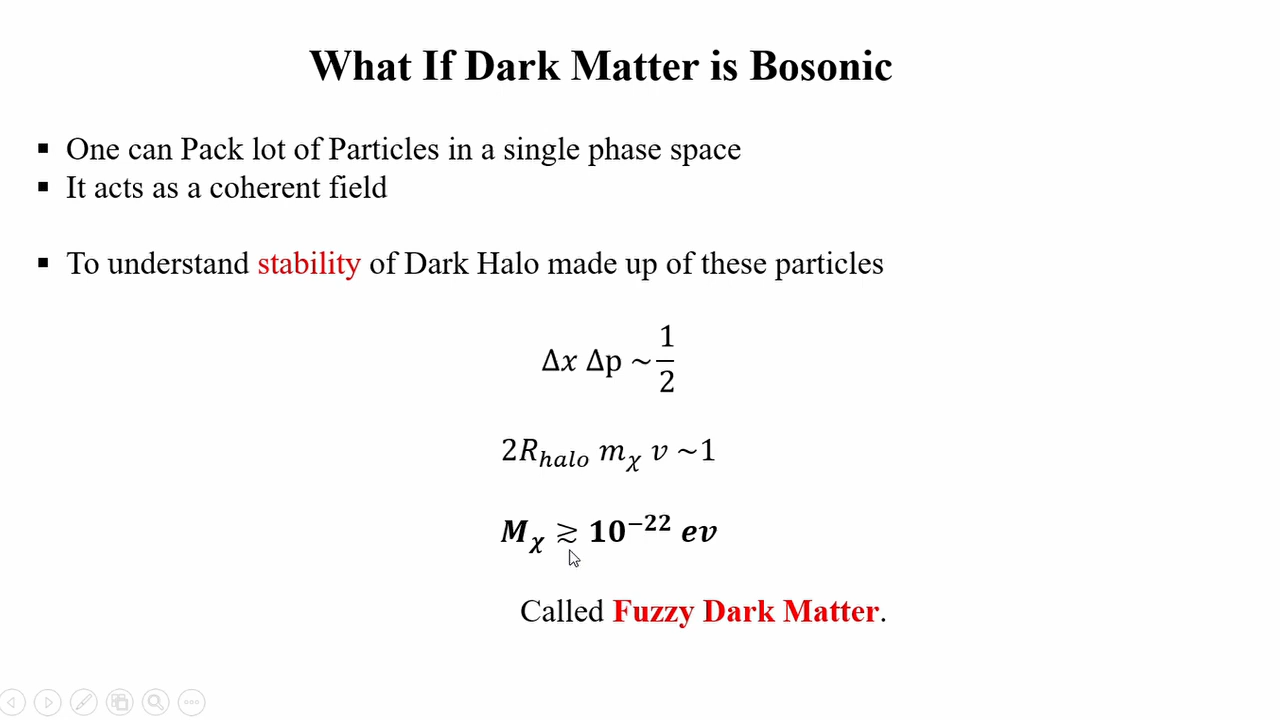 What If Dark Matter is Bosonic
▪ One can Pack lot of Particles in a single phase space
▪ It acts as a coherent field
▪ To understand stability of Dark Halo made up of these particles
Δx Δp ~ 1/2
2R_halo m_χ v ~1
M_χ ≳ 10^−22 ev
Called Fuzzy Dark Matter.